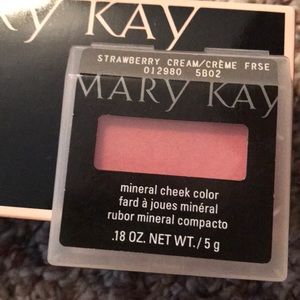 Y KAY
STRAWBERRY CREAM/CRÈME FRSE
012980 5B02
MARY KAY
mineral cheek color
fard à joues minéral
rubor mineral compacto
.18 OZ. NET WT. / 5 g